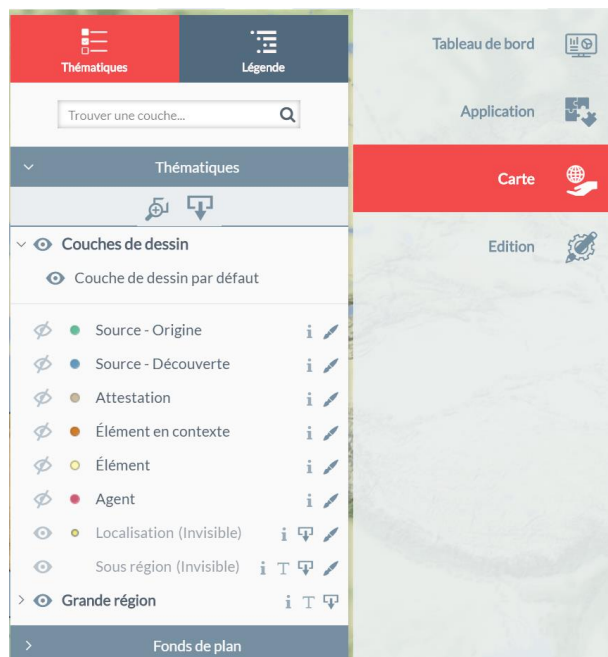 Thématiques
Légende
Trouver une couche...
Thématiques
Couches de dessin
Couche de dessin par défaut
Source - Origine
Source - Découverte
Attestation
Élément en contexte
Élément
Agent
Localisation (Invisible)
Sous région (Invisible)
T
Grande région
T
Fonds de plan
Tableau de bord
Application
Carte
Edition